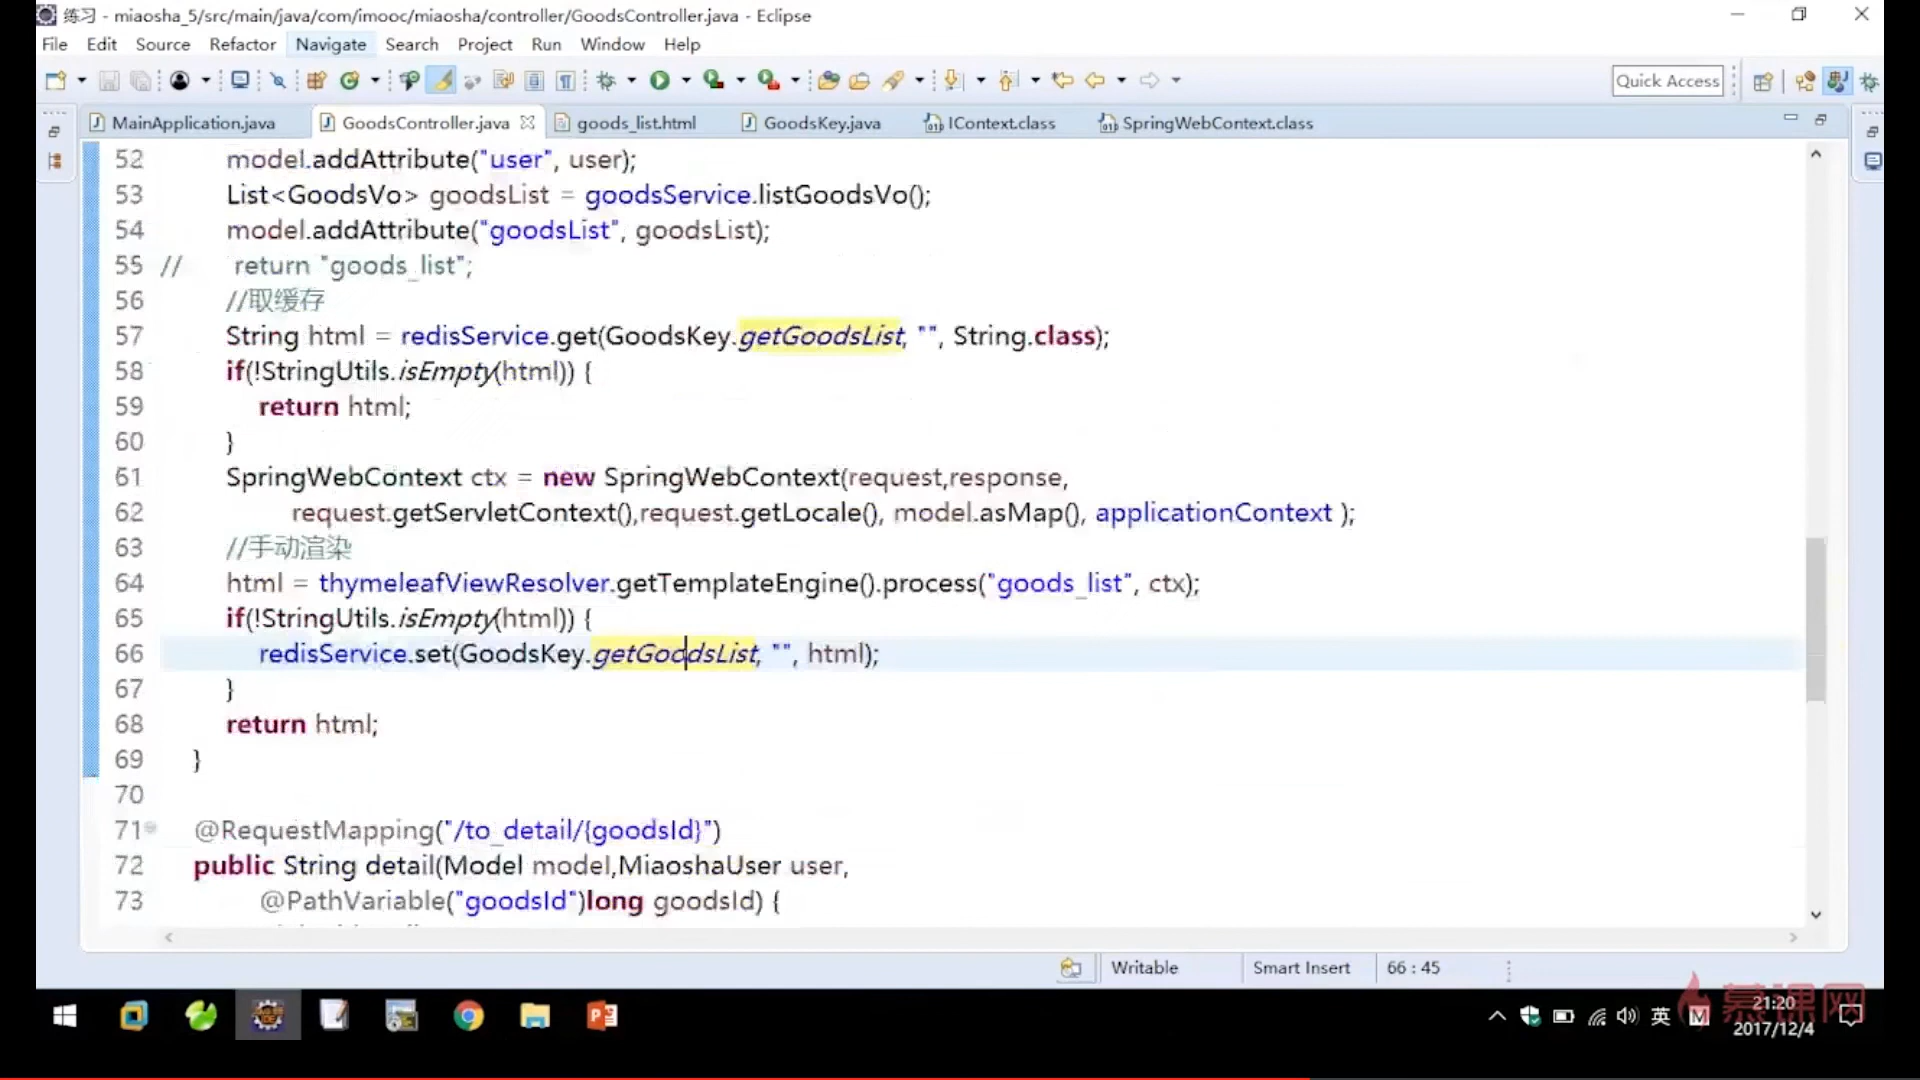 练习 - miaosha_5/src/main/java/com/imooc/miaosha/controller/GoodsController.java - Eclipse
File Edit Source Refactor Navigate Search Project Run Window Help
Quick Access
MainApplication.java GoodsController.java goods_list.html GoodsKey.java IContext.class SpringWebContext.class
52 model.addAttribute("user", user);
53 List<GoodsVo> goodsList = goodsService.listGoodsVo();
54 model.addAttribute("goodsList", goodsList);
55 // return "goods_list";
56 //取缓存
57 String html = redisService.get(GoodsKey.getGoodsList, "", String.class);
58 if(!StringUtils.isEmpty(html)) {
59 return html;
60 }
61 SpringWebContext ctx = new SpringWebContext(request,response,
62 request.getServletContext(),request.getLocale(), model.asMap(), applicationContext );
63 //手动渲染
64 html = thymeleafViewResolver.getTemplateEngine().process("goods_list", ctx);
65 if(!StringUtils.isEmpty(html)) {
66 redisService.set(GoodsKey.getGoodsList, "", html);
67 }
68 return html;
69 }
70
71 @RequestMapping("/to_detail/{goodsId}")
72 public String detail(Model model,MiaoshaUser user,
73 @PathVariable("goodsId")long goodsId) {
Writable Smart Insert 66 : 45
英 M 21:20
2017/12/4
慕课网